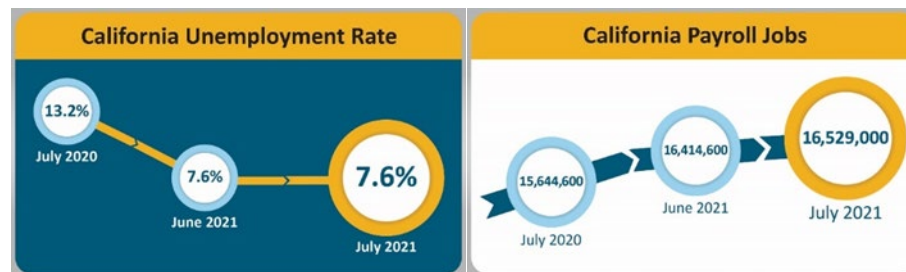 California Unemployment Rate
13.2%
July 2020
7.6%
June 2021
7.6%
July 2021
California Payroll Jobs
15,644,600
July 2020
16,414,600
June 2021
16,529,000
July 2021